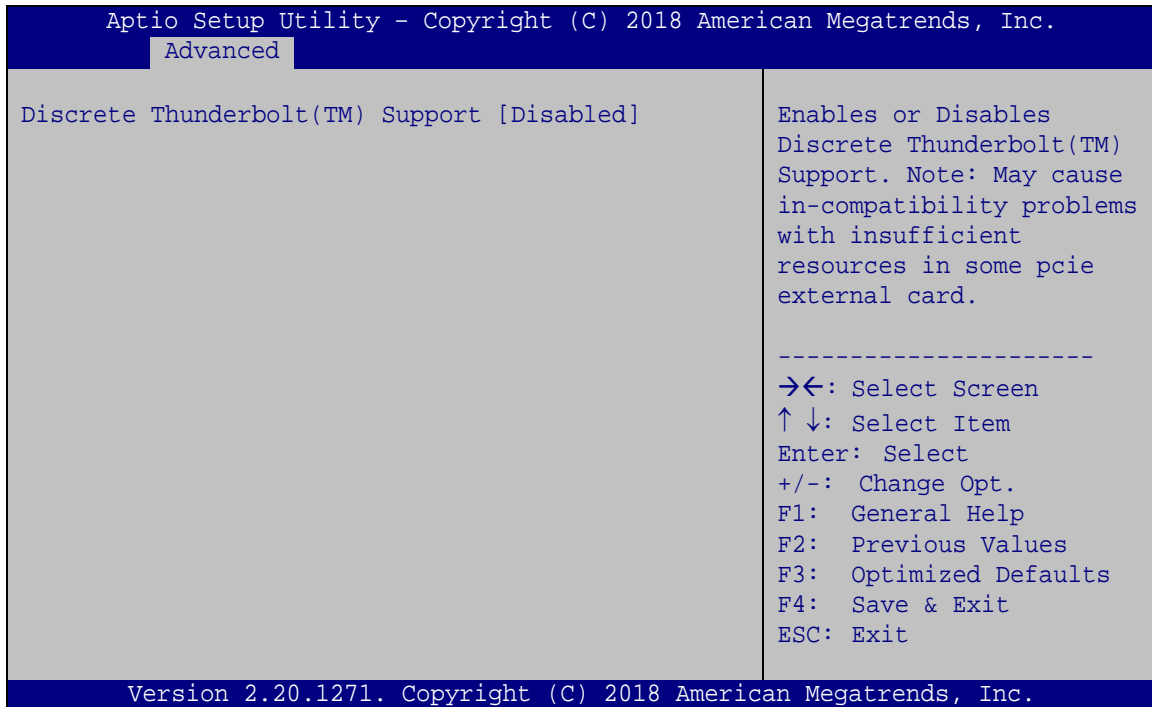 Aptio Setup Utility – Copyright (C) 2018 American Megatrends, Inc.
Advanced
Discrete Thunderbolt(TM) Support [Disabled]
Enables or Disables
Discrete Thunderbolt(TM)
Support. Note: May cause
in-compatibility problems
with insufficient
resources in some pcie
external card.
----------------------
→←: Select Screen
↑ ↓: Select Item
Enter: Select
+/-: Change Opt.
F1: General Help
F2: Previous Values
F3: Optimized Defaults
F4: Save & Exit
ESC: Exit
Version 2.20.1271. Copyright (C) 2018 American Megatrends, Inc.